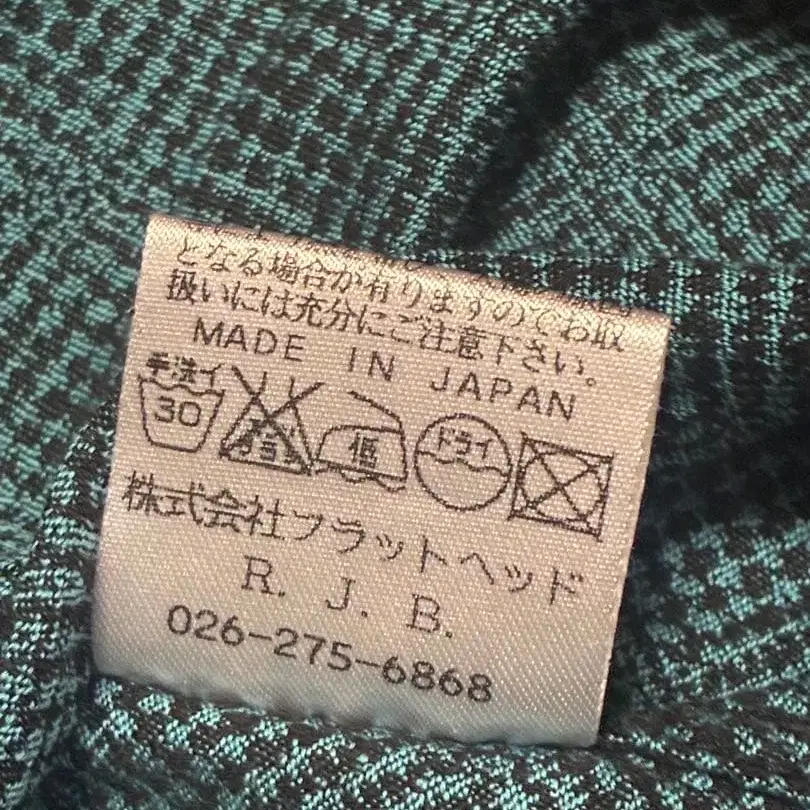 となる場合が有りますのでお取
扱いには充分にご注意下さい。
MADE IN JAPAN
手洗イ 30 低 ドライ
株式会社フラットヘッド
R. J. B.
026-275-6868